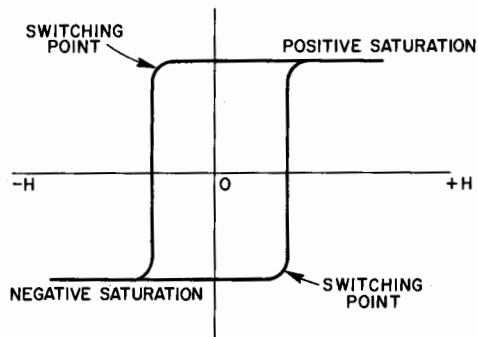 SWITCHING
POINT
POSITIVE SATURATION
-H
O
+H
NEGATIVE SATURATION
SWITCHING
POINT